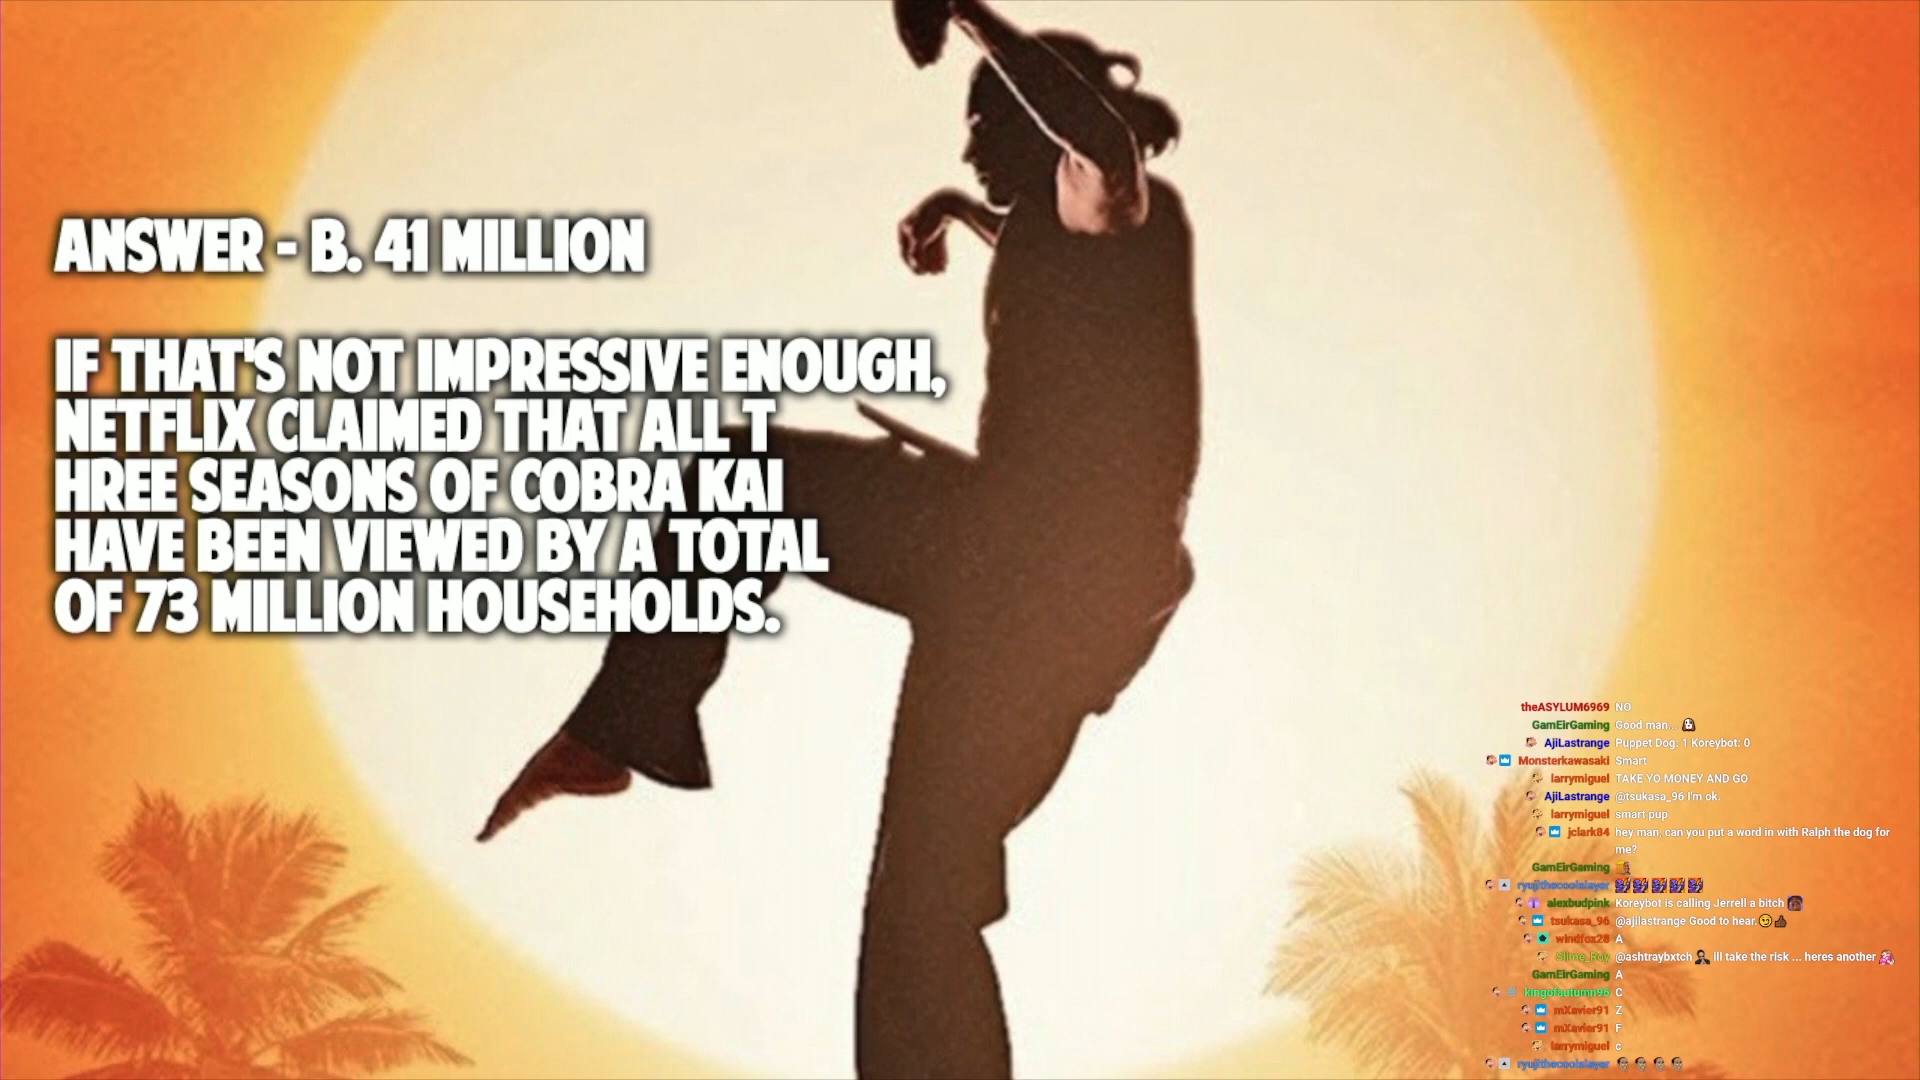 ANSWER - B. 41 MILLION
IF THAT'S NOT IMPRESSIVE ENOUGH,
NETFLIX CLAIMED THAT ALL T
HREE SEASONS OF COBRA KAI
HAVE BEEN VIEWED BY A TOTAL
OF 73 MILLION HOUSEHOLDS.
theASYLUM6969 NO
GamEirGaming Good man...
AjiLastrange Puppet Dog: 1 Koreybot: 0
Monsterkawasaki Smart
larrymiguel TAKE YO MONEY AND GO
AjiLastrange @tsukasa_96 I'm ok.
larrymiguel smart pup
jclark84 hey man, can you put a word in with Ralph the dog for
me?
GamEirGaming
ryujithecoolslayer
alexbudpink Koreybot is calling Jerrell a bitch
tsukasa_96 @ajilastrange Good to hear.
windfox28 A
Slime_Boy @ashtraybxtch ill take the risk ... heres another
GamEirGaming A
kingofautumn96 C
mXavier91 Z
mXavier91 F
larrymiguel c
ryujithecoolslayer